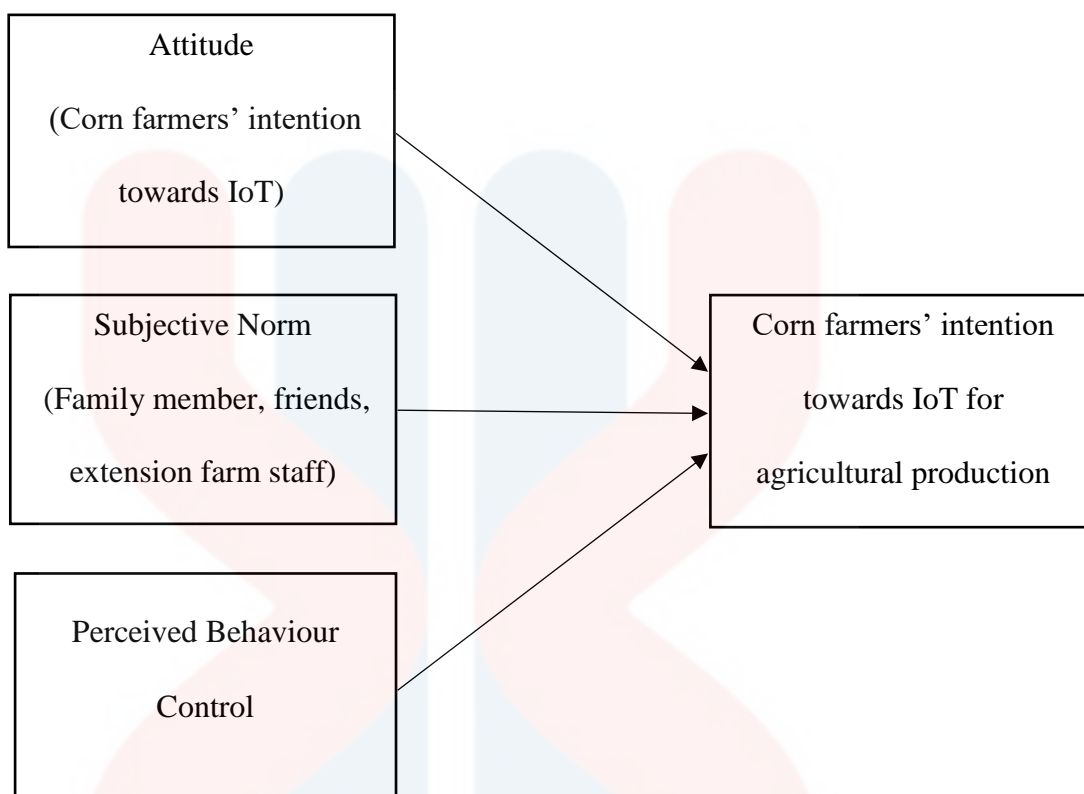 Attitude
(Corn farmers’ intention
towards IoT)
Subjective Norm
(Family member, friends,
extension farm staff)
Perceived Behaviour
Control
Corn farmers’ intention
towards IoT for
agricultural production